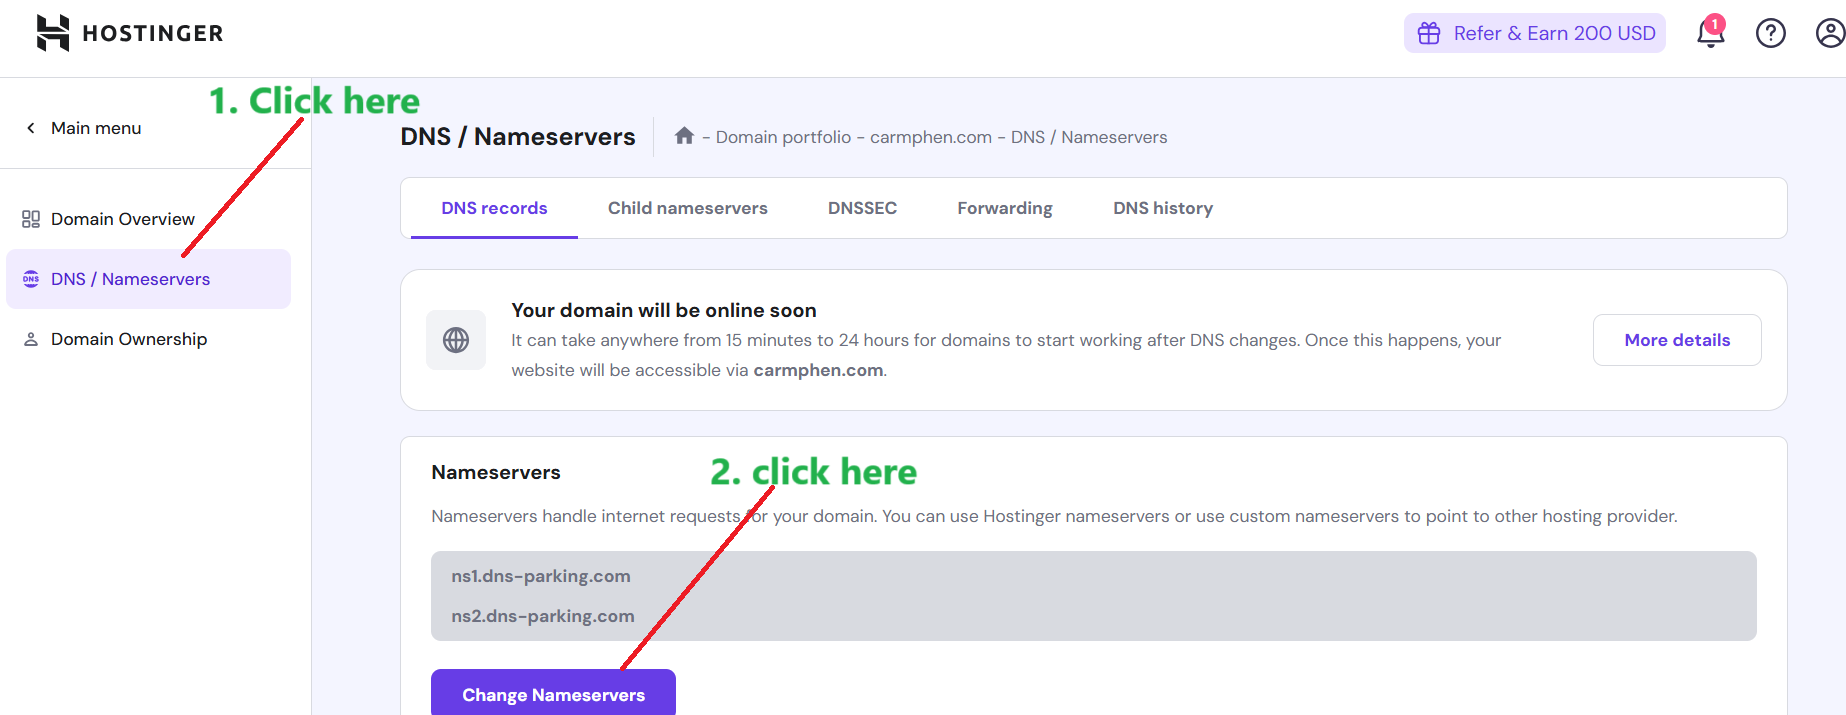 HOSTINGER
Refer & Earn 200 USD
1
1. Click here
Main menu
DNS / Nameservers
- Domain portfolio - carmphen.com - DNS / Nameservers
Domain Overview
DNS
DNS / Nameservers
Domain Ownership
DNS records
Child nameservers
DNSSEC
Forwarding
DNS history
Your domain will be online soon
It can take anywhere from 15 minutes to 24 hours for domains to start working after DNS changes. Once this happens, your
website will be accessible via carmphen.com.
More details
Nameservers
2. click here
Nameservers handle internet requests for your domain. You can use Hostinger nameservers or use custom nameservers to point to other hosting provider.
ns1.dns-parking.com
ns2.dns-parking.com
Change Nameservers